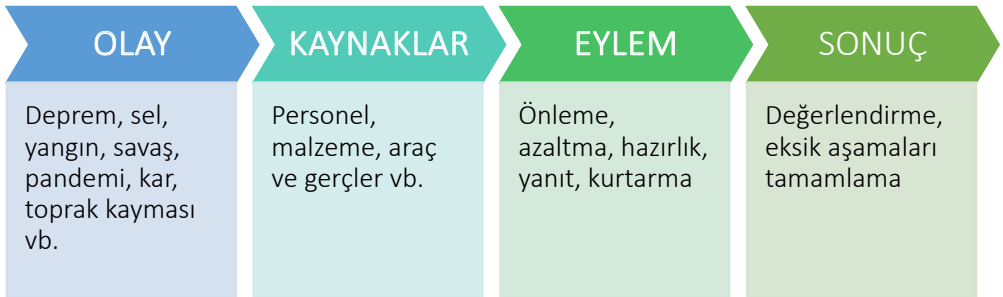 OLAY
Deprem, sel,
yangın, savaş,
pandemi, kar,
toprak kayması
vb.
KAYNAKLAR
Personel,
malzeme, araç
ve gerçler vb.
EYLEM
Önleme,
azaltma, hazırlık,
yanıt, kurtarma
SONUÇ
Değerlendirme,
eksik aşamaları
tamamlama